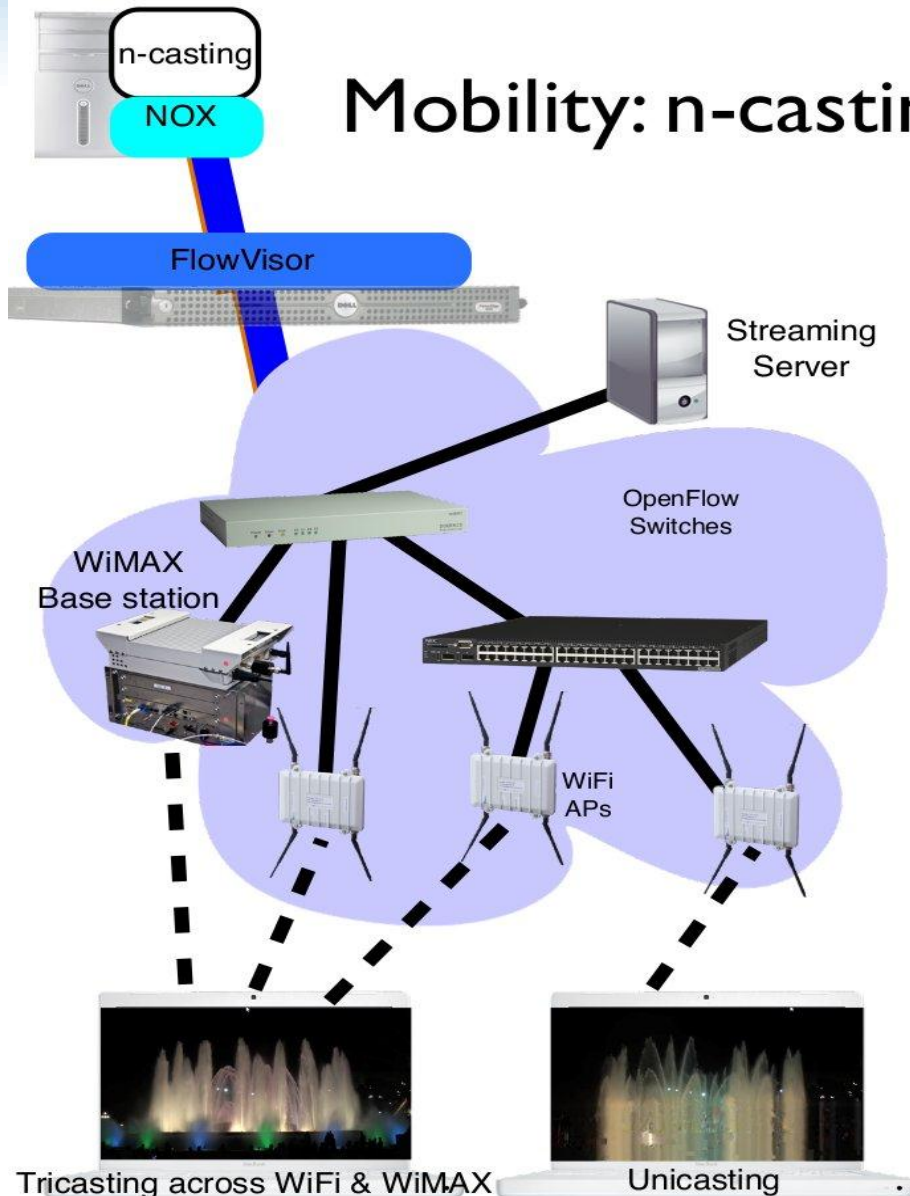 n-casting
NOX
Mobility: n-castin
FlowVisor
DELL
Streaming
Server
OpenFlow
Switches
WiMAX
Base station
WiFi
APs
Tricasting across WiFi & WiMAX
Unicasting